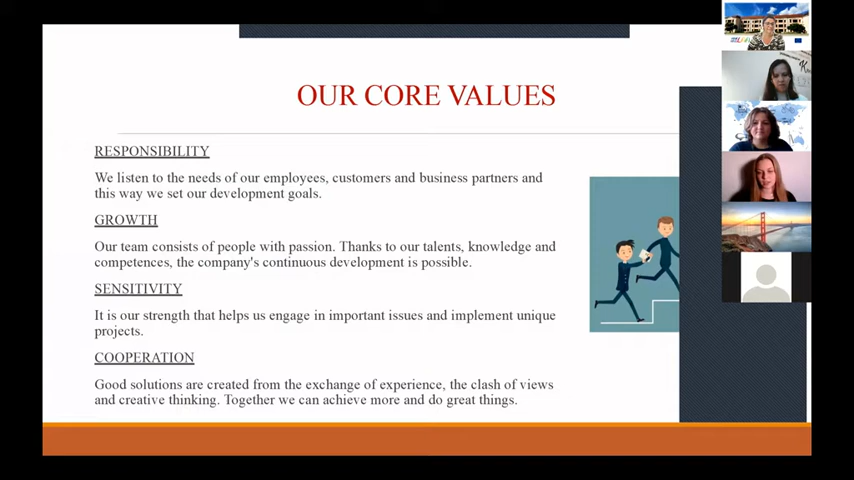 OUR CORE VALUES
RESPONSIBILITY
We listen to the needs of our employees, customers and business partners and
this way we set our development goals.
GROWTH
Our team consists of people with passion. Thanks to our talents, knowledge and
competences, the company's continuous development is possible.
SENSITIVITY
It is our strength that helps us engage in important issues and implement unique
projects.
COOPERATION
Good solutions are created from the exchange of experience, the clash of views
and creative thinking. Together we can achieve more and do great things.